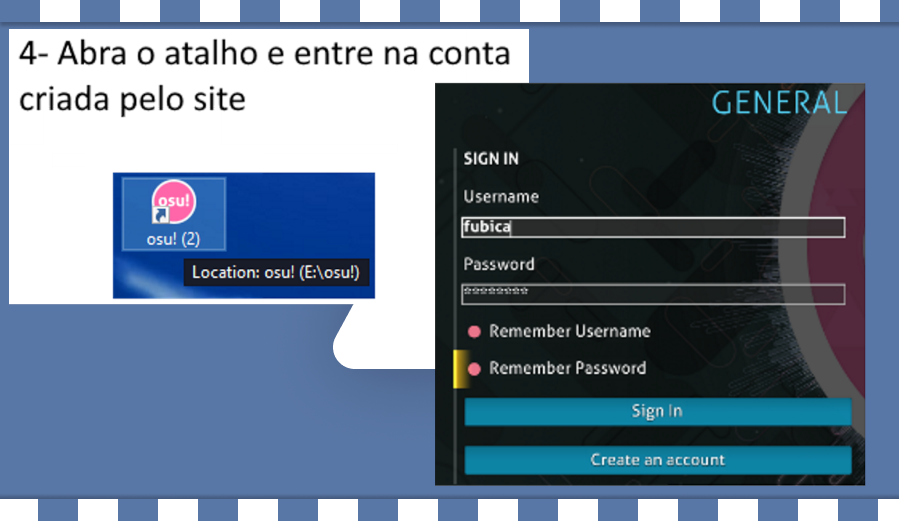 4- Abra o atalho e entre na conta
criada pelo site
osu!
osu! (2)
Location: osu! (E:\osu!)
GENERAL
SIGN IN
Username
fubica
Password
********
Remember Username
Remember Password
Sign In
Create an account